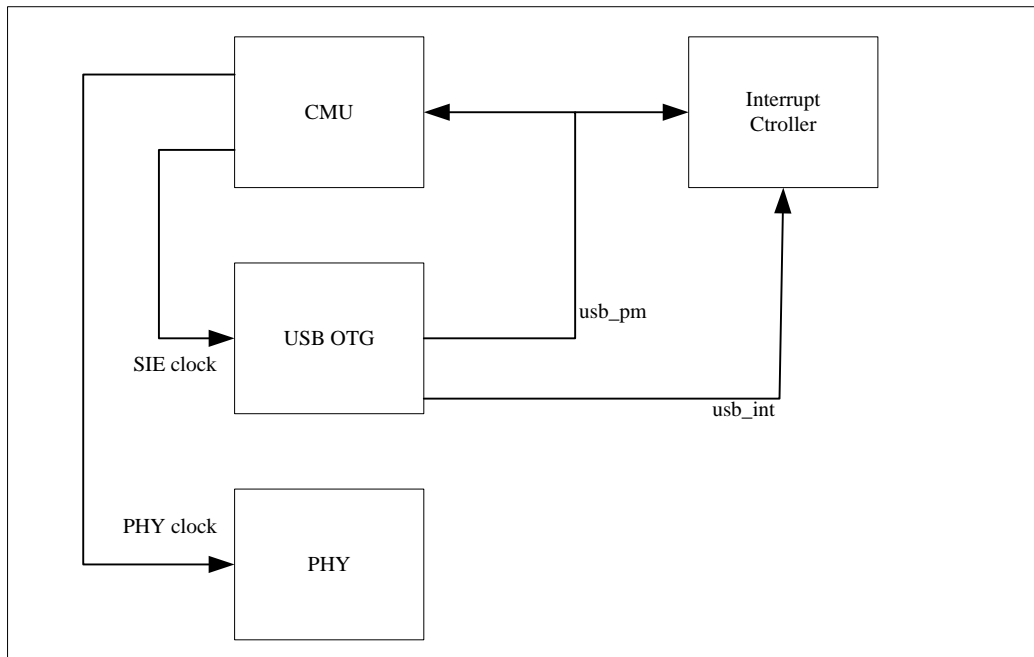 CMU
Interrupt
Ctroller
USB OTG
usb_pm
SIE clock
usb_int
PHY clock
PHY